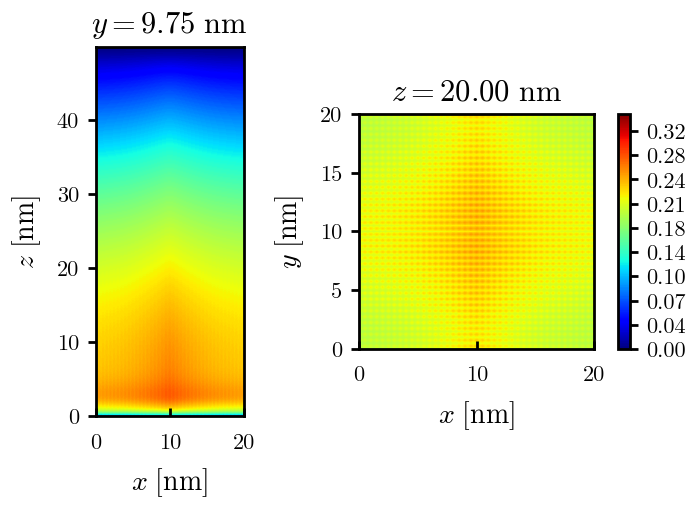 y = 9.75 nm
z [nm]
40
30
20
10
0
0 10 20
x [nm]
z = 20.00 nm
y [nm]
20
15
10
5
0
0 10 20
x [nm]
0.32
0.28
0.24
0.21
0.18
0.14
0.10
0.07
0.04
0.00